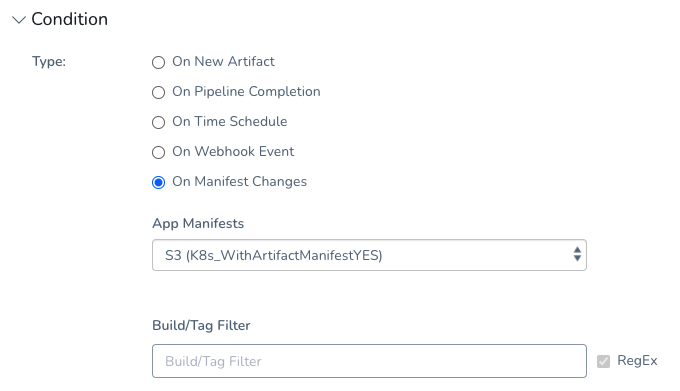 Condition
Type:
On New Artifact
On Pipeline Completion
On Time Schedule
On Webhook Event
On Manifest Changes
App Manifests
S3 (K8s_WithArtifactManifestYES)
Build/Tag Filter
Build/Tag Filter
RegEx